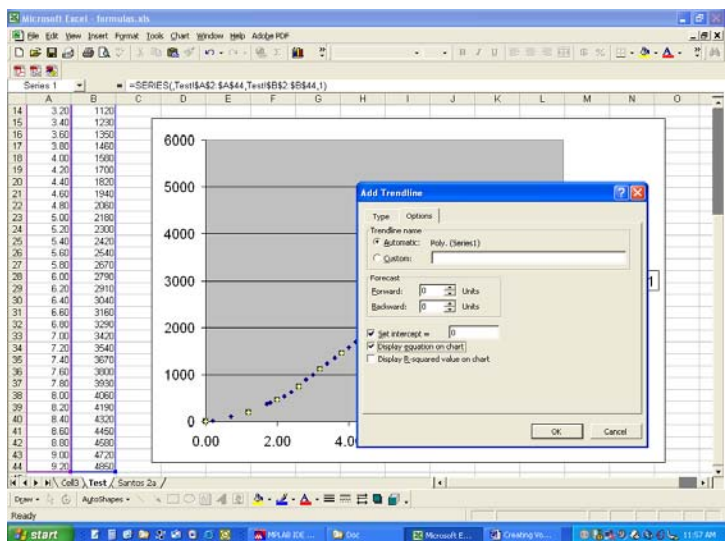 Microsoft Excel - formulas.xls
File Edit View Insert Format Tools Chart Window Help Adobe PDF
Series 1 = =SERIES(,Test!$A$2:$A$44,Test!$B$2:$B$44,1)
A B C D E F G H I J K L M N O
14 3.20 1120
15 3.40 1230
16 3.60 1350
17 3.80 1460
18 4.00 1580
19 4.20 1700
20 4.40 1820
21 4.60 1940
22 4.80 2060
23 5.00 2180
24 5.20 2300
25 5.40 2420
26 5.60 2540
27 5.80 2670
28 6.00 2790
29 6.20 2910
30 6.40 3040
31 6.60 3160
32 6.80 3290
33 7.00 3420
34 7.20 3540
35 7.40 3670
36 7.60 3800
37 7.80 3930
38 8.00 4060
39 8.20 4190
40 8.40 4320
41 8.60 4450
42 8.80 4580
43 9.00 4720
44 9.20 4860
6000
5000
4000
3000
2000
1000
0
0.00 2.00 4.0
1
Add Trendline
Type Options
Trendline name
Automatic: Poly. (Series1)
Custom:
Forecast
Forward: 0 Units
Backward: 0 Units
Set intercept = 0
Display equation on chart
Display R-squared value on chart
OK Cancel
Cell3 Test Santos 2a
Draw AutoShapes
Ready
start MPLAB IDE ... Doc Microsoft E... Creating Vo... 11:57 AM